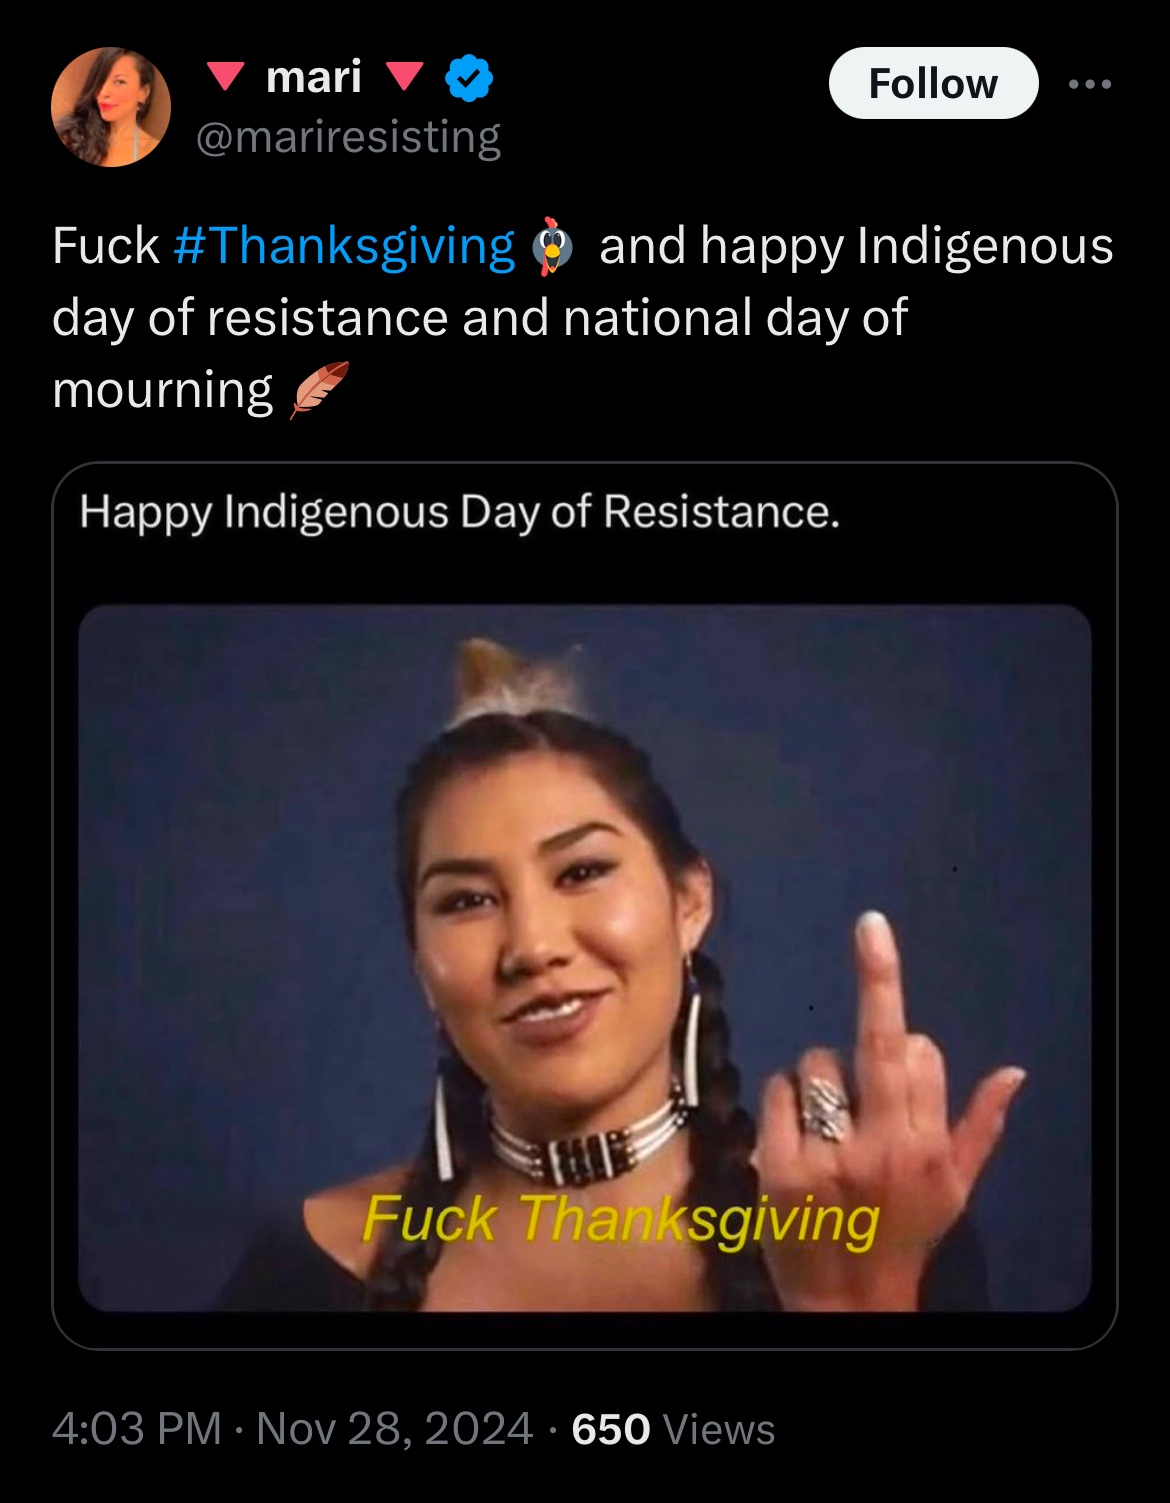 🔻 mari 🔻
Follow
@mariresisting
Fuck #Thanksgiving and happy Indigenous
day of resistance and national day of
mourning 🪶
Happy Indigenous Day of Resistance.
Fuck Thanksgiving
4:03 PM · Nov 28, 2024 · 650 Views